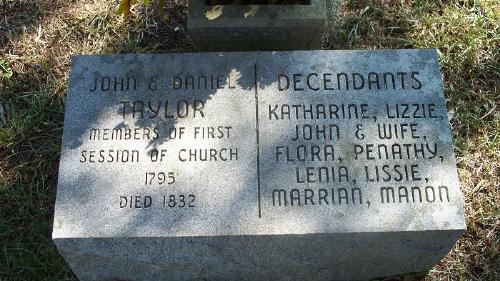 JOHN & DANIEL
TAYLOR
MEMBERS OF FIRST
SESSION OF CHURCH
1795
DIED 1832
DECENDANTS
KATHARINE, LIZZIE,
JOHN & WIFE,
FLORA, PENATHY,
LENIA, LISSIE,
MARRIAN, MANON